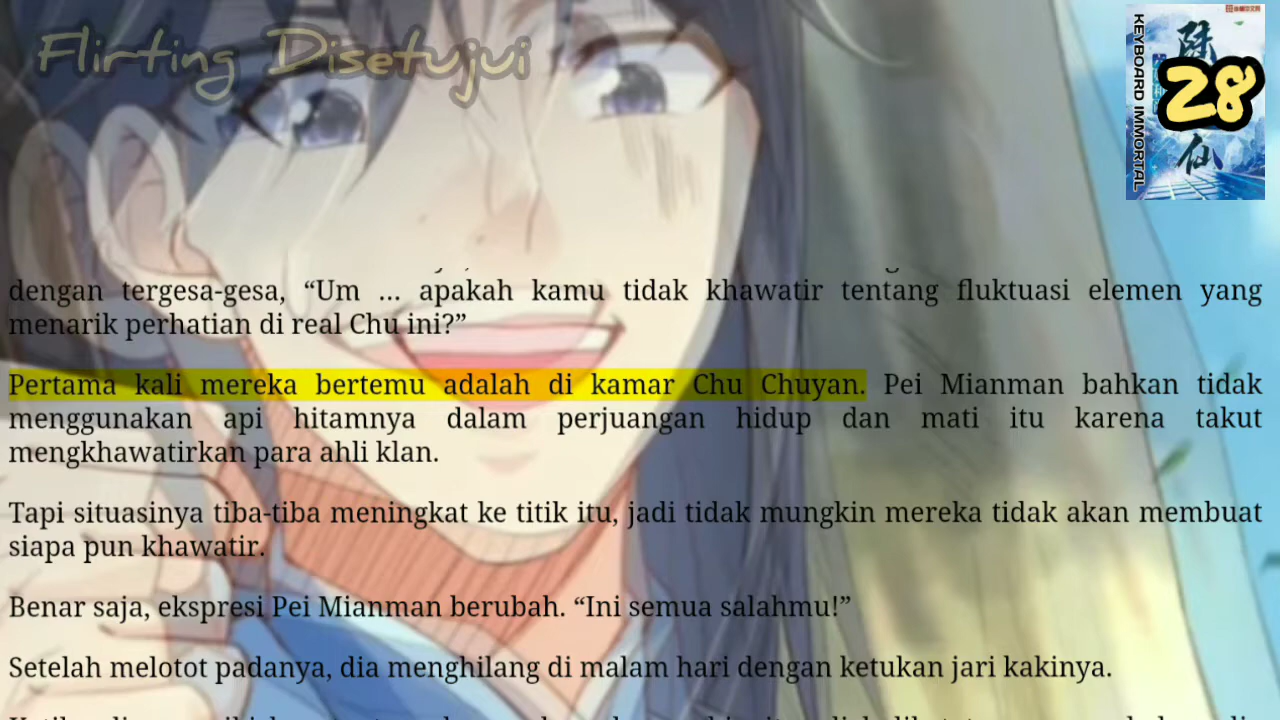 Flirting Disetujui
KEYBOARD IMMORTAL
陆
28
仙
dengan tergesa-gesa, “Um … apakah kamu tidak khawatir tentang fluktuasi elemen yang
menarik perhatian di real Chu ini?”
Pertama kali mereka bertemu adalah di kamar Chu Chuyan. Pei Mianman bahkan tidak
menggunakan api hitamnya dalam perjuangan hidup dan mati itu karena takut
mengkhawatirkan para ahli klan.
Tapi situasinya tiba-tiba meningkat ke titik itu, jadi tidak mungkin mereka tidak akan membuat
siapa pun khawatir.
Benar saja, ekspresi Pei Mianman berubah. “Ini semua salahmu!”
Setelah melotot padanya, dia menghilang di malam hari dengan ketukan jari kakinya.